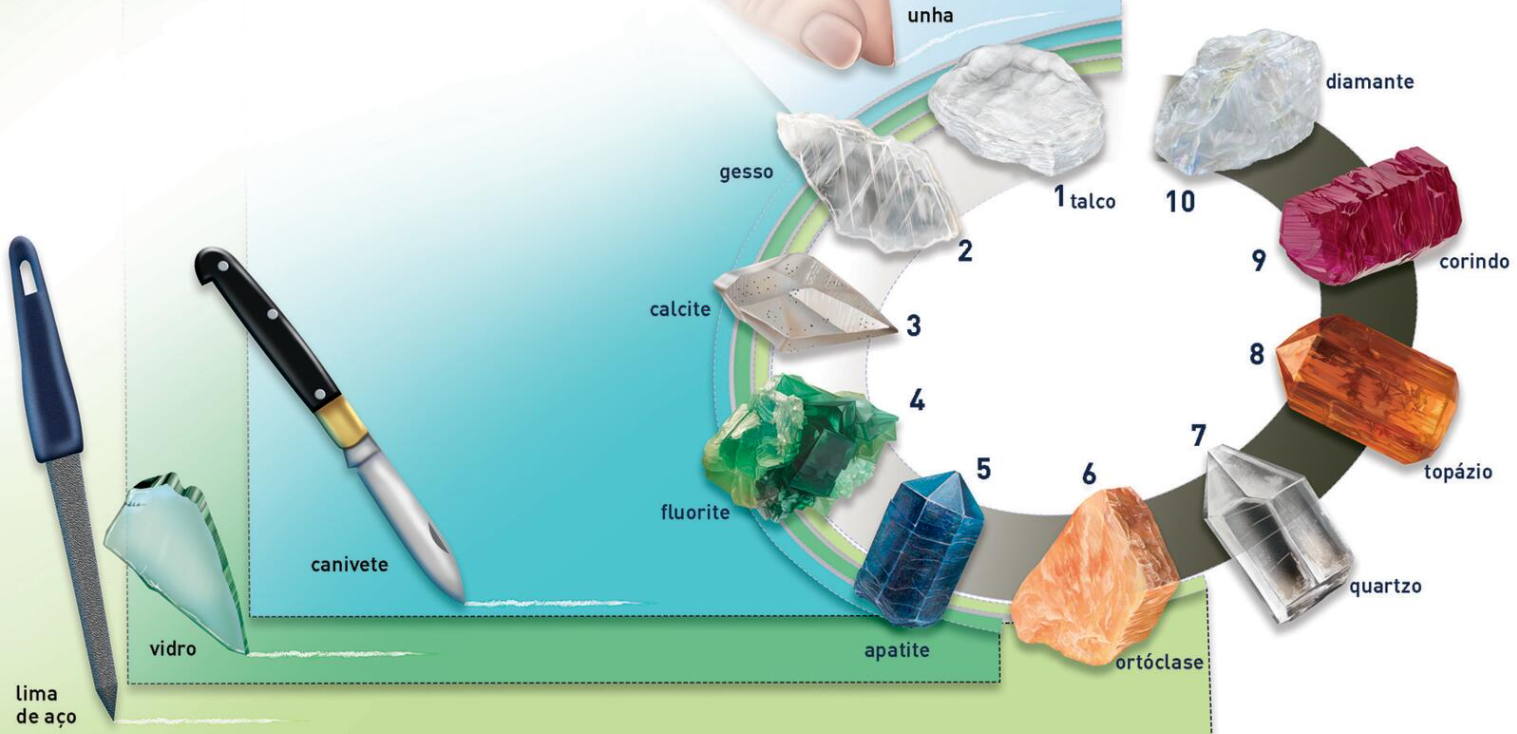 unha
diamante
gesso
1 talco
10
2
9
corindo
calcite
3
8
4
7
topázio
5
6
fluorite
canivete
quartzo
vidro
apatite
ortóclase
lima
de aço